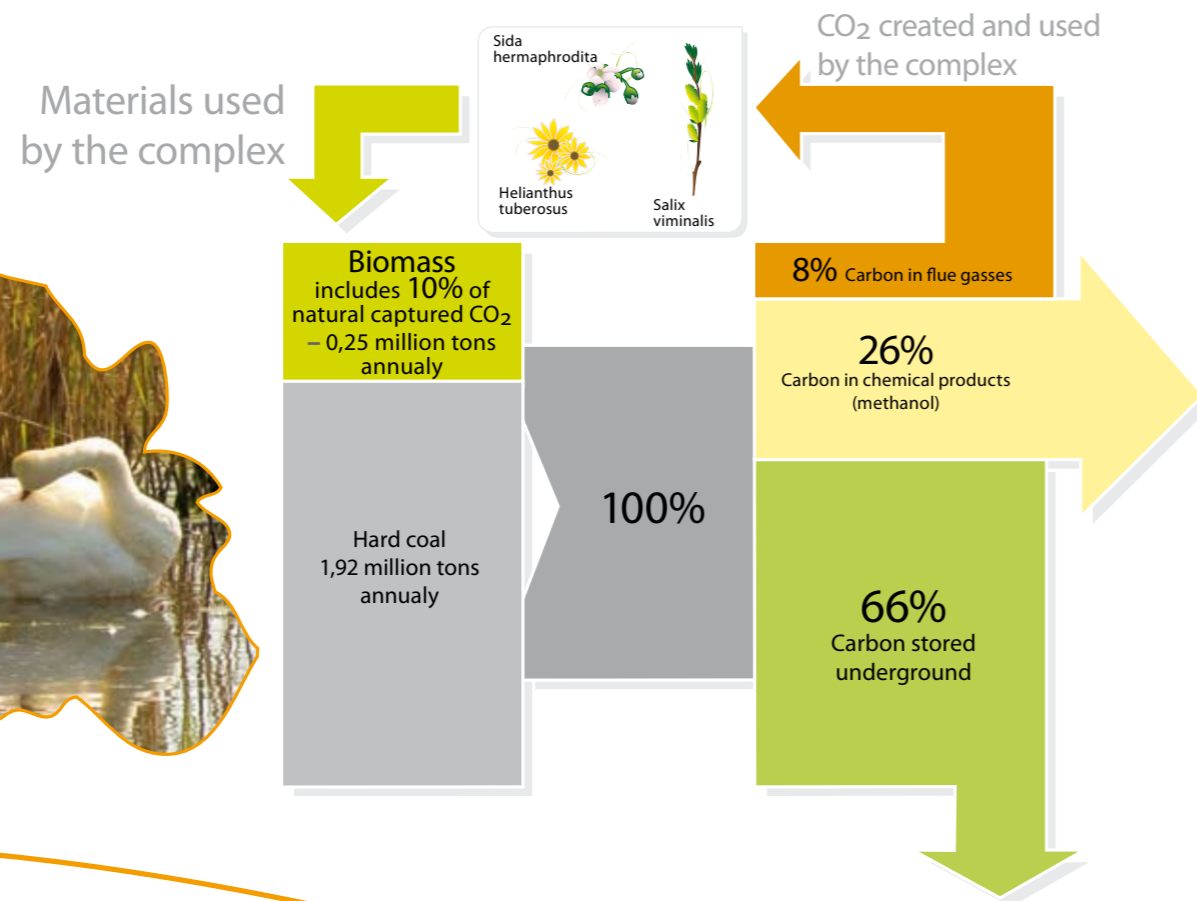 Materials used
by the complex
Sida
hermaphrodita
Helianthus
tuberosus
Salix
viminalis
CO2 created and used
by the complex
Biomass
includes 10% of
natural captured CO2
– 0,25 million tons
annualy
Hard coal
1,92 million tons
annualy
100%
8% Carbon in flue gasses
26%
Carbon in chemical products
(methanol)
66%
Carbon stored
underground